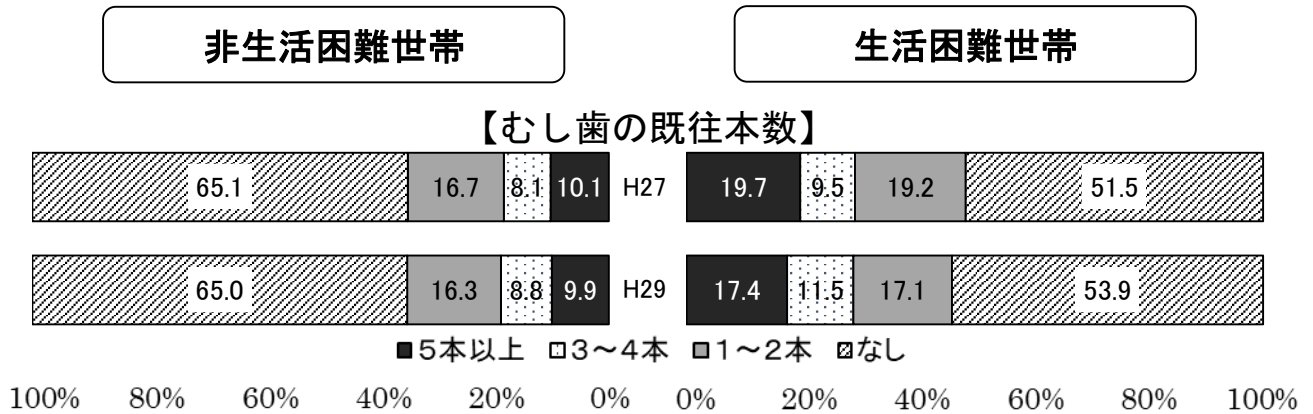 非生活困難世帯 生活困難世帯
【むし歯の既往本数】
65.1 16.7 8.1 10.1 H27 19.7 9.5 19.2 51.5
65.0 16.3 8.8 9.9 H29 17.4 11.5 17.1 53.9
■5本以上 □3～4本 ■1～2本 なし
100% 80% 60% 40% 20% 0% 0% 20% 40% 60% 80% 100%